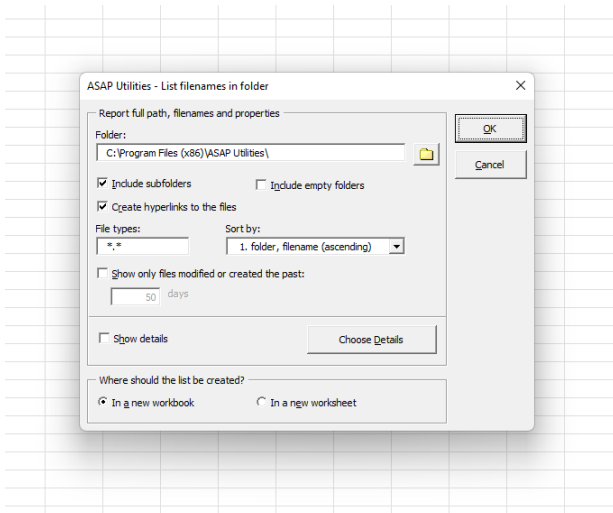 ASAP Utilities - List filenames in folder
Report full path, filenames and properties
Folder:
C:\Program Files (x86)\ASAP Utilities\
OK
Cancel
Include subfolders
Include empty folders
Create hyperlinks to the files
File types:
Sort by:
*.*
1. folder, filename (ascending)
Show only files modified or created the past:
50 days
Show details
Choose Details
Where should the list be created?
In a new workbook
In a new worksheet